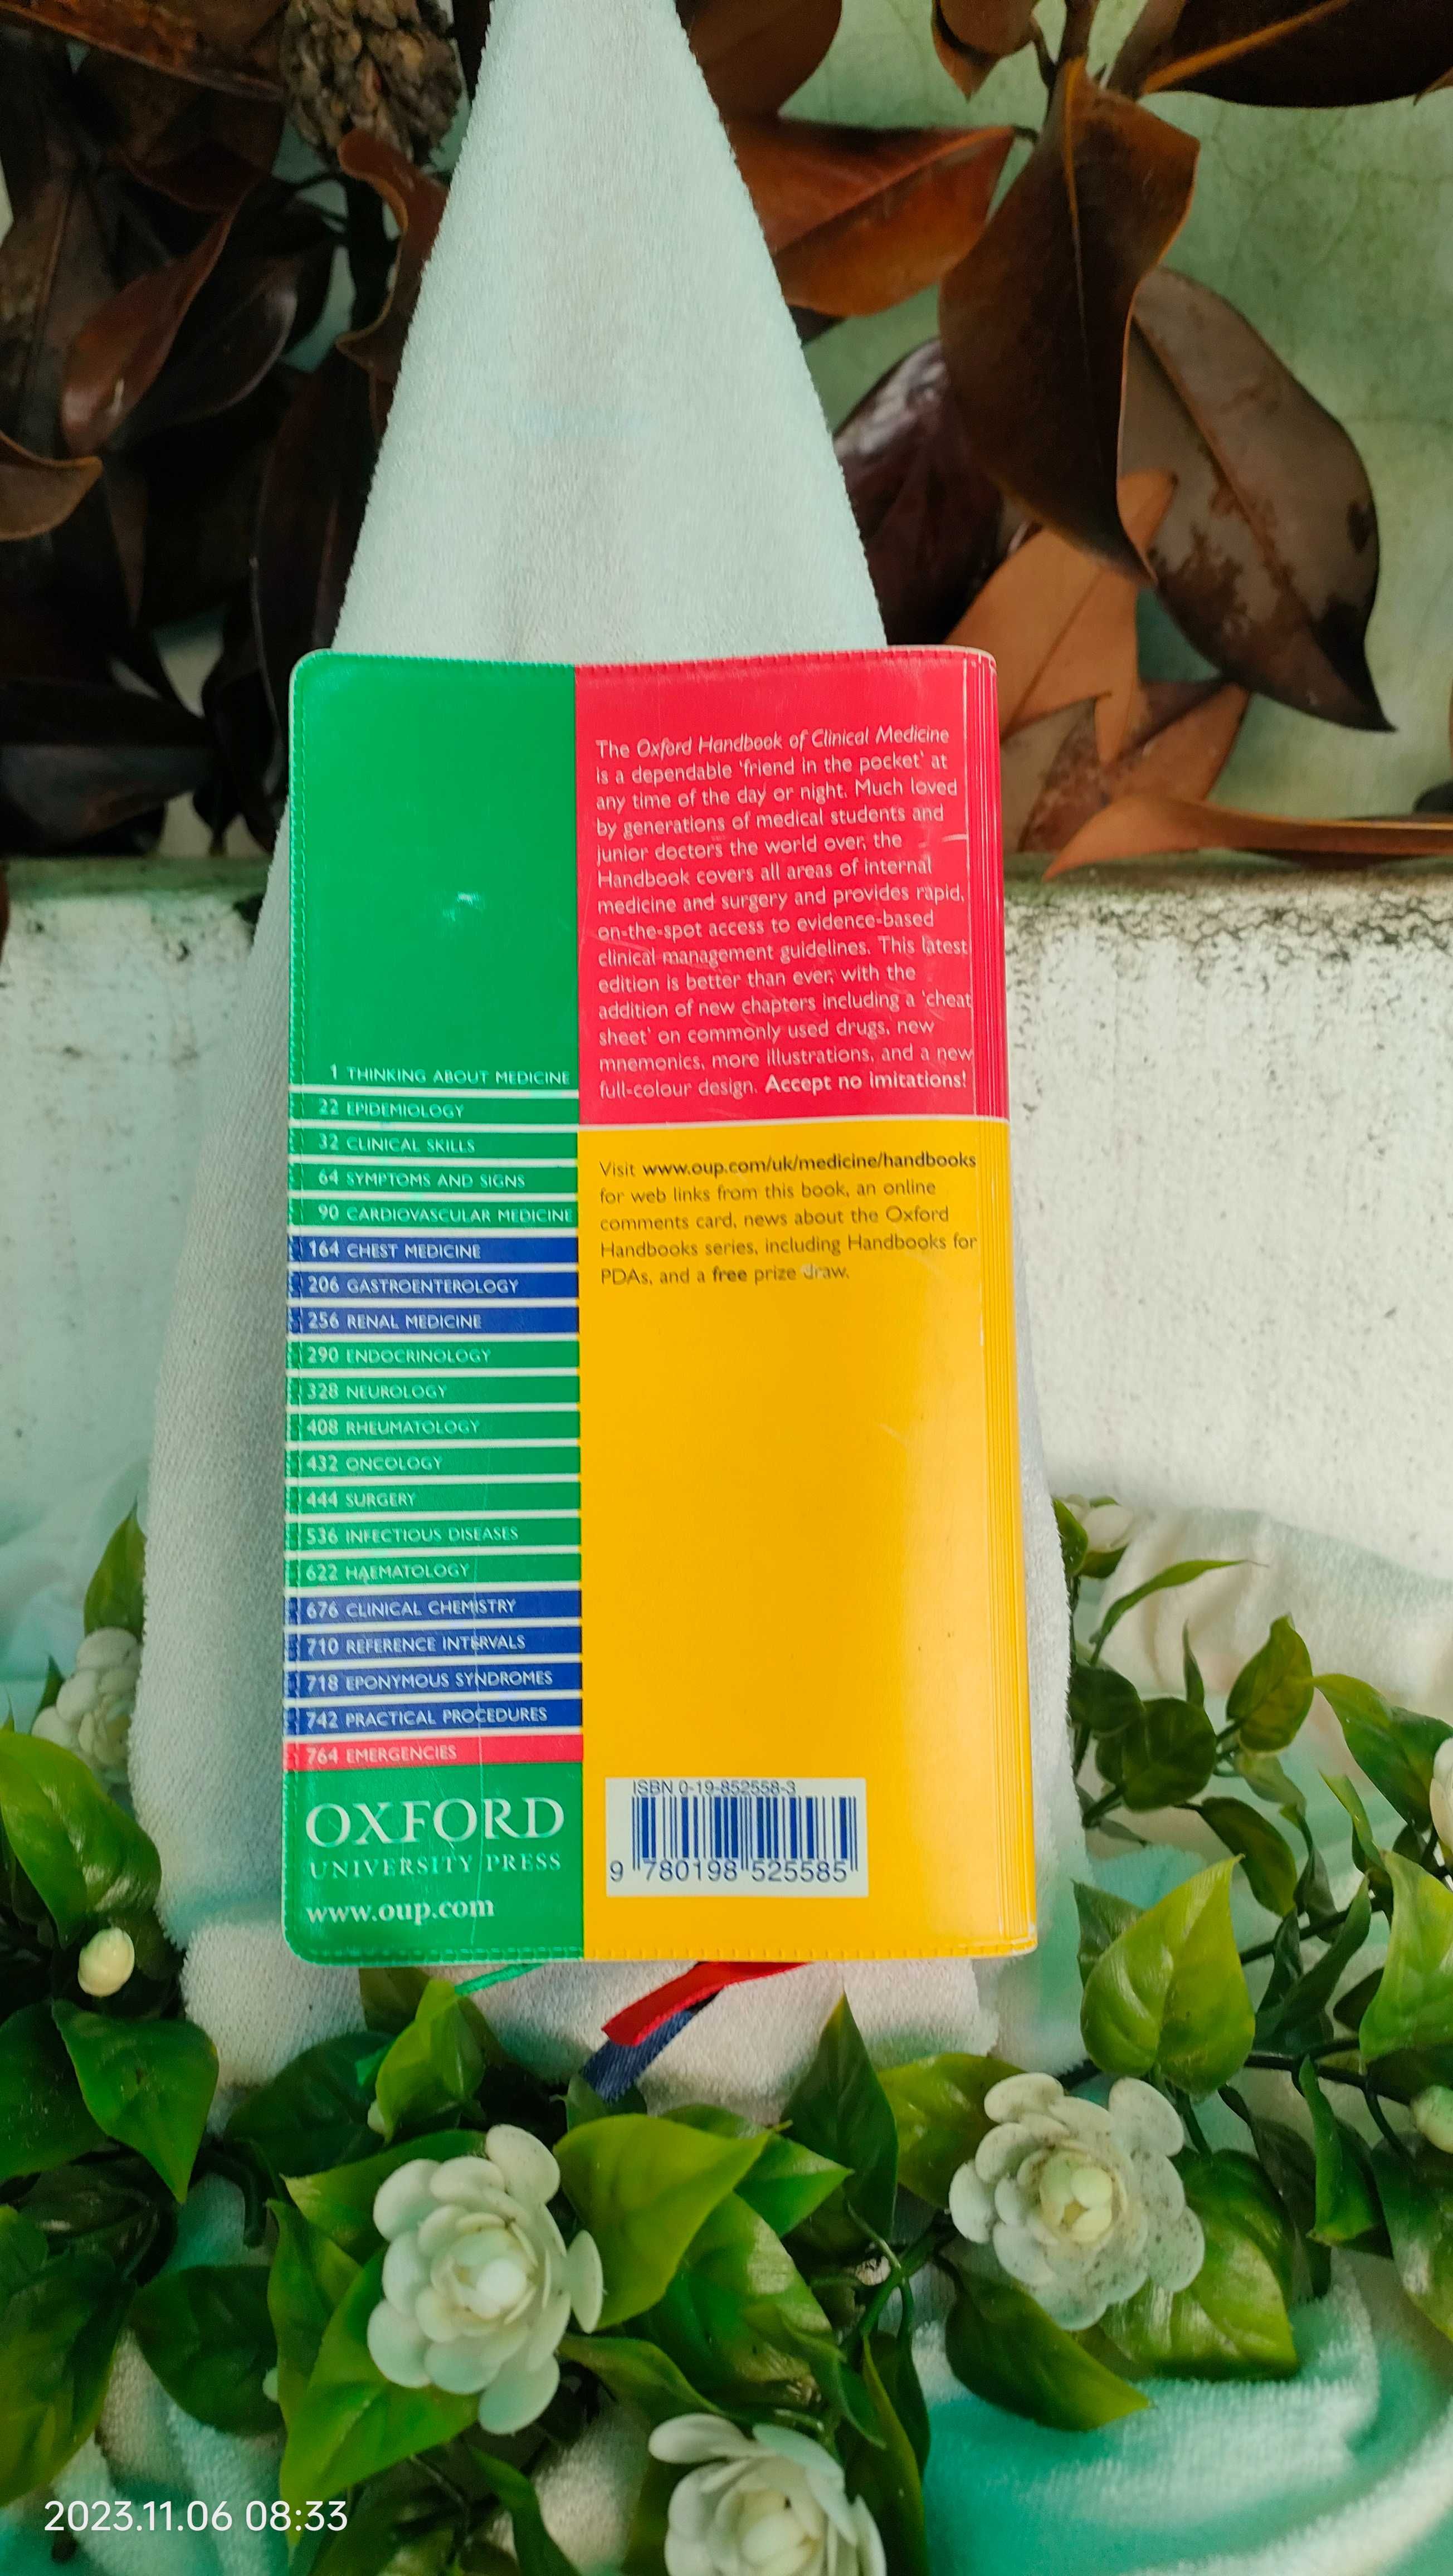 The Oxford Handbook of Clinical Medicine
is a dependable 'friend in the pocket' at
any time of the day or night. Much loved
by generations of medical students and
junior doctors the world over, the
Handbook covers all areas of internal
medicine and surgery and provides rapid,
on-the-spot access to evidence-based
clinical management guidelines. This latest
edition is better than ever, with the
addition of new chapters including a 'cheat
sheet' on commonly used drugs, new
mnemonics, more illustrations, and a new
full-colour design. Accept no imitations!
1 THINKING ABOUT MEDICINE
22 EPIDEMIOLOGY
32 CLINICAL SKILLS
64 SYMPTOMS AND SIGNS
90 CARDIOVASCULAR MEDICINE
164 CHEST MEDICINE
206 GASTROENTEROLOGY
256 RENAL MEDICINE
290 ENDOCRINOLOGY
328 NEUROLOGY
408 RHEUMATOLOGY
432 ONCOLOGY
444 SURGERY
536 INFECTIOUS DISEASES
622 HAEMATOLOGY
676 CLINICAL CHEMISTRY
710 REFERENCE INTERVALS
718 EPONYMOUS SYNDROMES
742 PRACTICAL PROCEDURES
764 EMERGENCIES
OXFORD
UNIVERSITY PRESS
www.oup.com
Visit www.oup.com/uk/medicine/handbooks
for web links from this book, an online
comments card, news about the Oxford
Handbooks series, including Handbooks for
PDAs, and a free prize draw.
ISBN 0-19-852558-3
9 780198 525585
2023.11.06 08:33